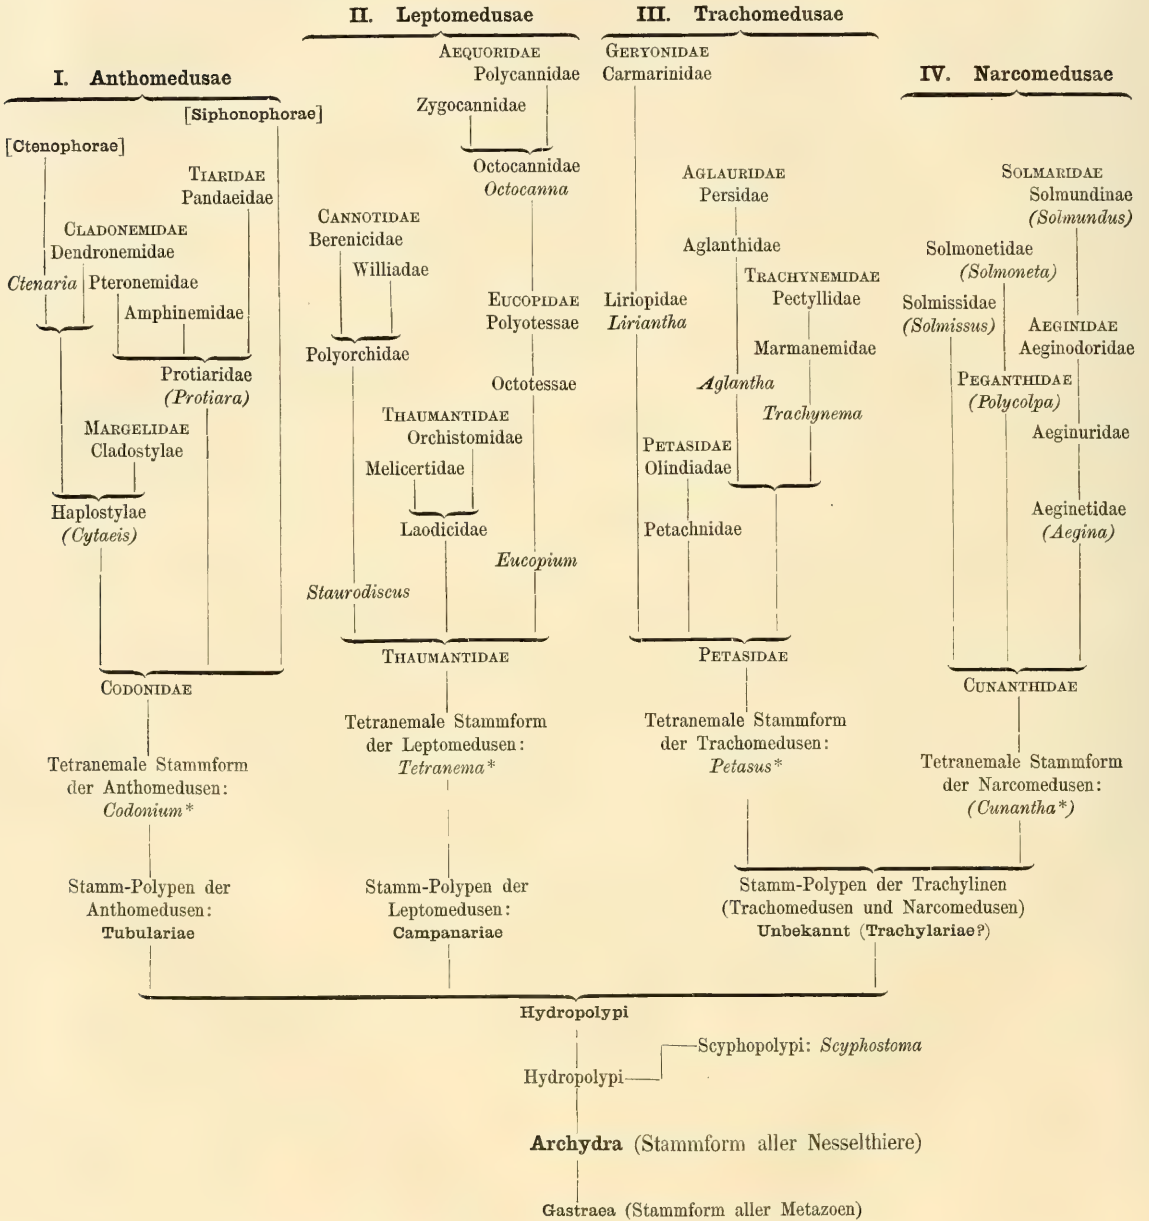 II. Leptomedusae
III. Trachomedusae
AEQUORIDAE
Polycannidae
GERYONIDAE
Carmarinidae
I. Anthomedusae
IV. Narcomedusae
Zygocannidae
[Siphonophorae]
[Ctenophorae]
Octocannidae
Octocanna
TIARIDAE
Pandaeidae
AGLAURIDAE
Persidae
SOLMARIDAE
Solmundinae
(Solmundus)
CANNOTIDAE
Berenicidae
CLADONEMIDAE
Dendronemidae
Aglanthidae
Solmonetidae
(Solmoneta)
Williadae
Ctenaria
Pteronemidae
TRACHYNEMIDAE
Pectyllidae
EUCOPIDAE
Polyotessae
Liriopidae
Liriantha
Solmissidae
(Solmissus)
Amphinemidae
AEGINIDAE
Aeginodoridae
Polyorchidae
Marmanemidae
Protiaridae
(Protiara)
Octotessae
Aglantha
PEGANTHIDAE
(Polycolpa)
THAUMANTIDAE
Orchistomidae
Trachynema
MARGELIDAE
Cladostylae
Aeginuridae
Melicertidae
PETASIDAE
Olindiadae
Haplostylae
(Cytaeis)
Laodicidae
Petachnidae
Aeginetidae
(Aegina)
Eucopium
Staurodiscus
THAUMANTIDAE
PETASIDAE
CODONIDAE
CUNANTHIDAE
Tetranemale Stammform
der Leptomedusen:
Tetranema*
Tetranemale Stammform
der Trachomedusen:
Petasus*
Tetranemale Stammform
der Anthomedusen:
Codonium*
Tetranemale Stammform
der Narcomedusen:
(Cunantha*)
Stamm-Polypen der
Anthomedusen:
Tubulariae
Stamm-Polypen der
Leptomedusen:
Campanariae
Stamm-Polypen der Trachylinen
(Trachomedusen und Narcomedusen)
Unbekannt (Trachylariae?)
Hydropolypi
Scyphopolypi: Scyphostoma
Hydropolypi
Archydra (Stammform aller Nesselthiere)
Gastraea (Stammform aller Metazoen)